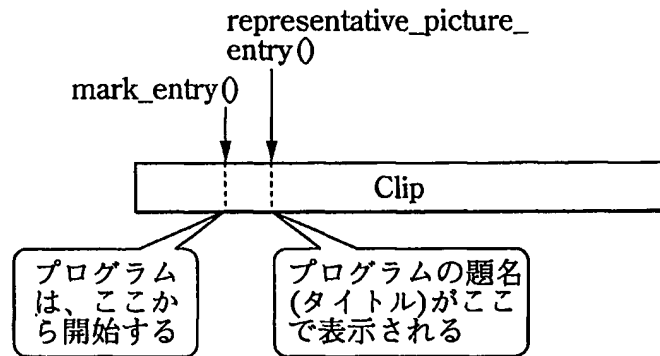 representative_picture_
entry()
mark_entry()
Clip
プログラム
は、ここか
ら開始する
プログラムの題名
(タイトル)がここ
で表示される